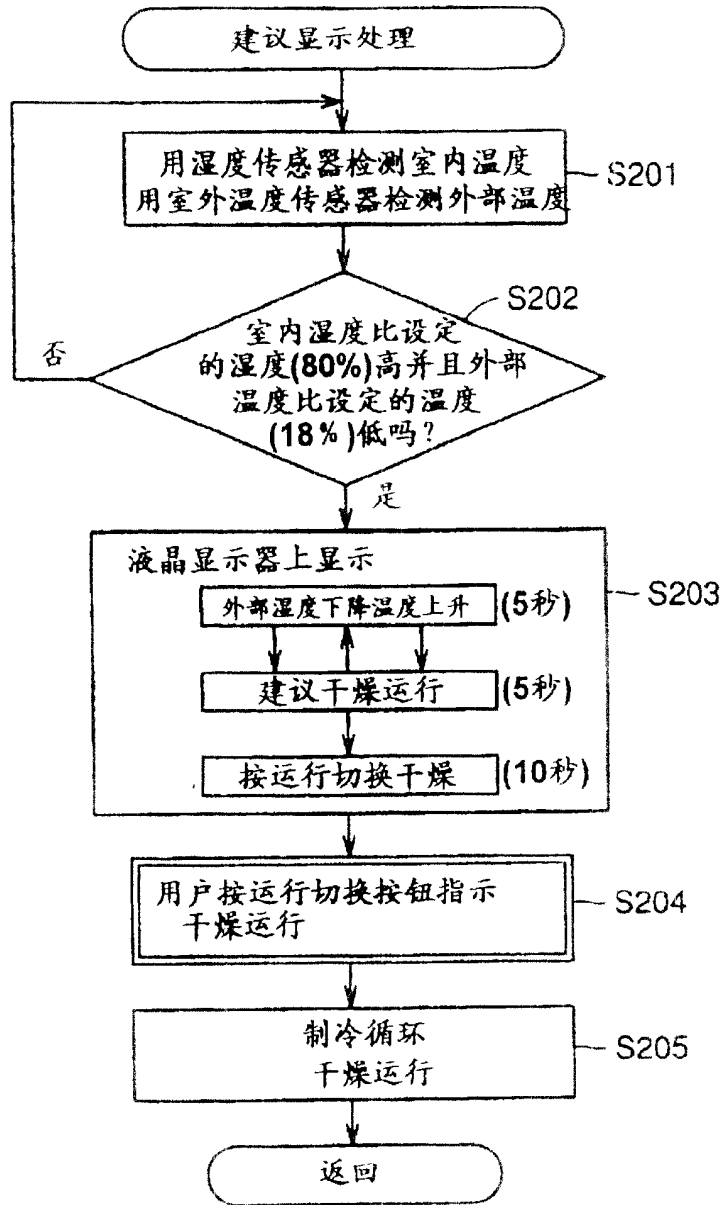 建议显示处理
用湿度传感器检测室内温度
用室外温度传感器检测外部温度
S201
S202
室内湿度比设定
的湿度(80%)高并且外部
温度比设定的温度
(18%)低吗?
否
是
液晶显示器上显示
外部湿度下降温度上升 (5秒)
建议干燥运行 (5秒)
按运行切换干燥 (10秒)
S203
用户按运行切换按钮指示
干燥运行
S204
制冷循环
干燥运行
S205
返回